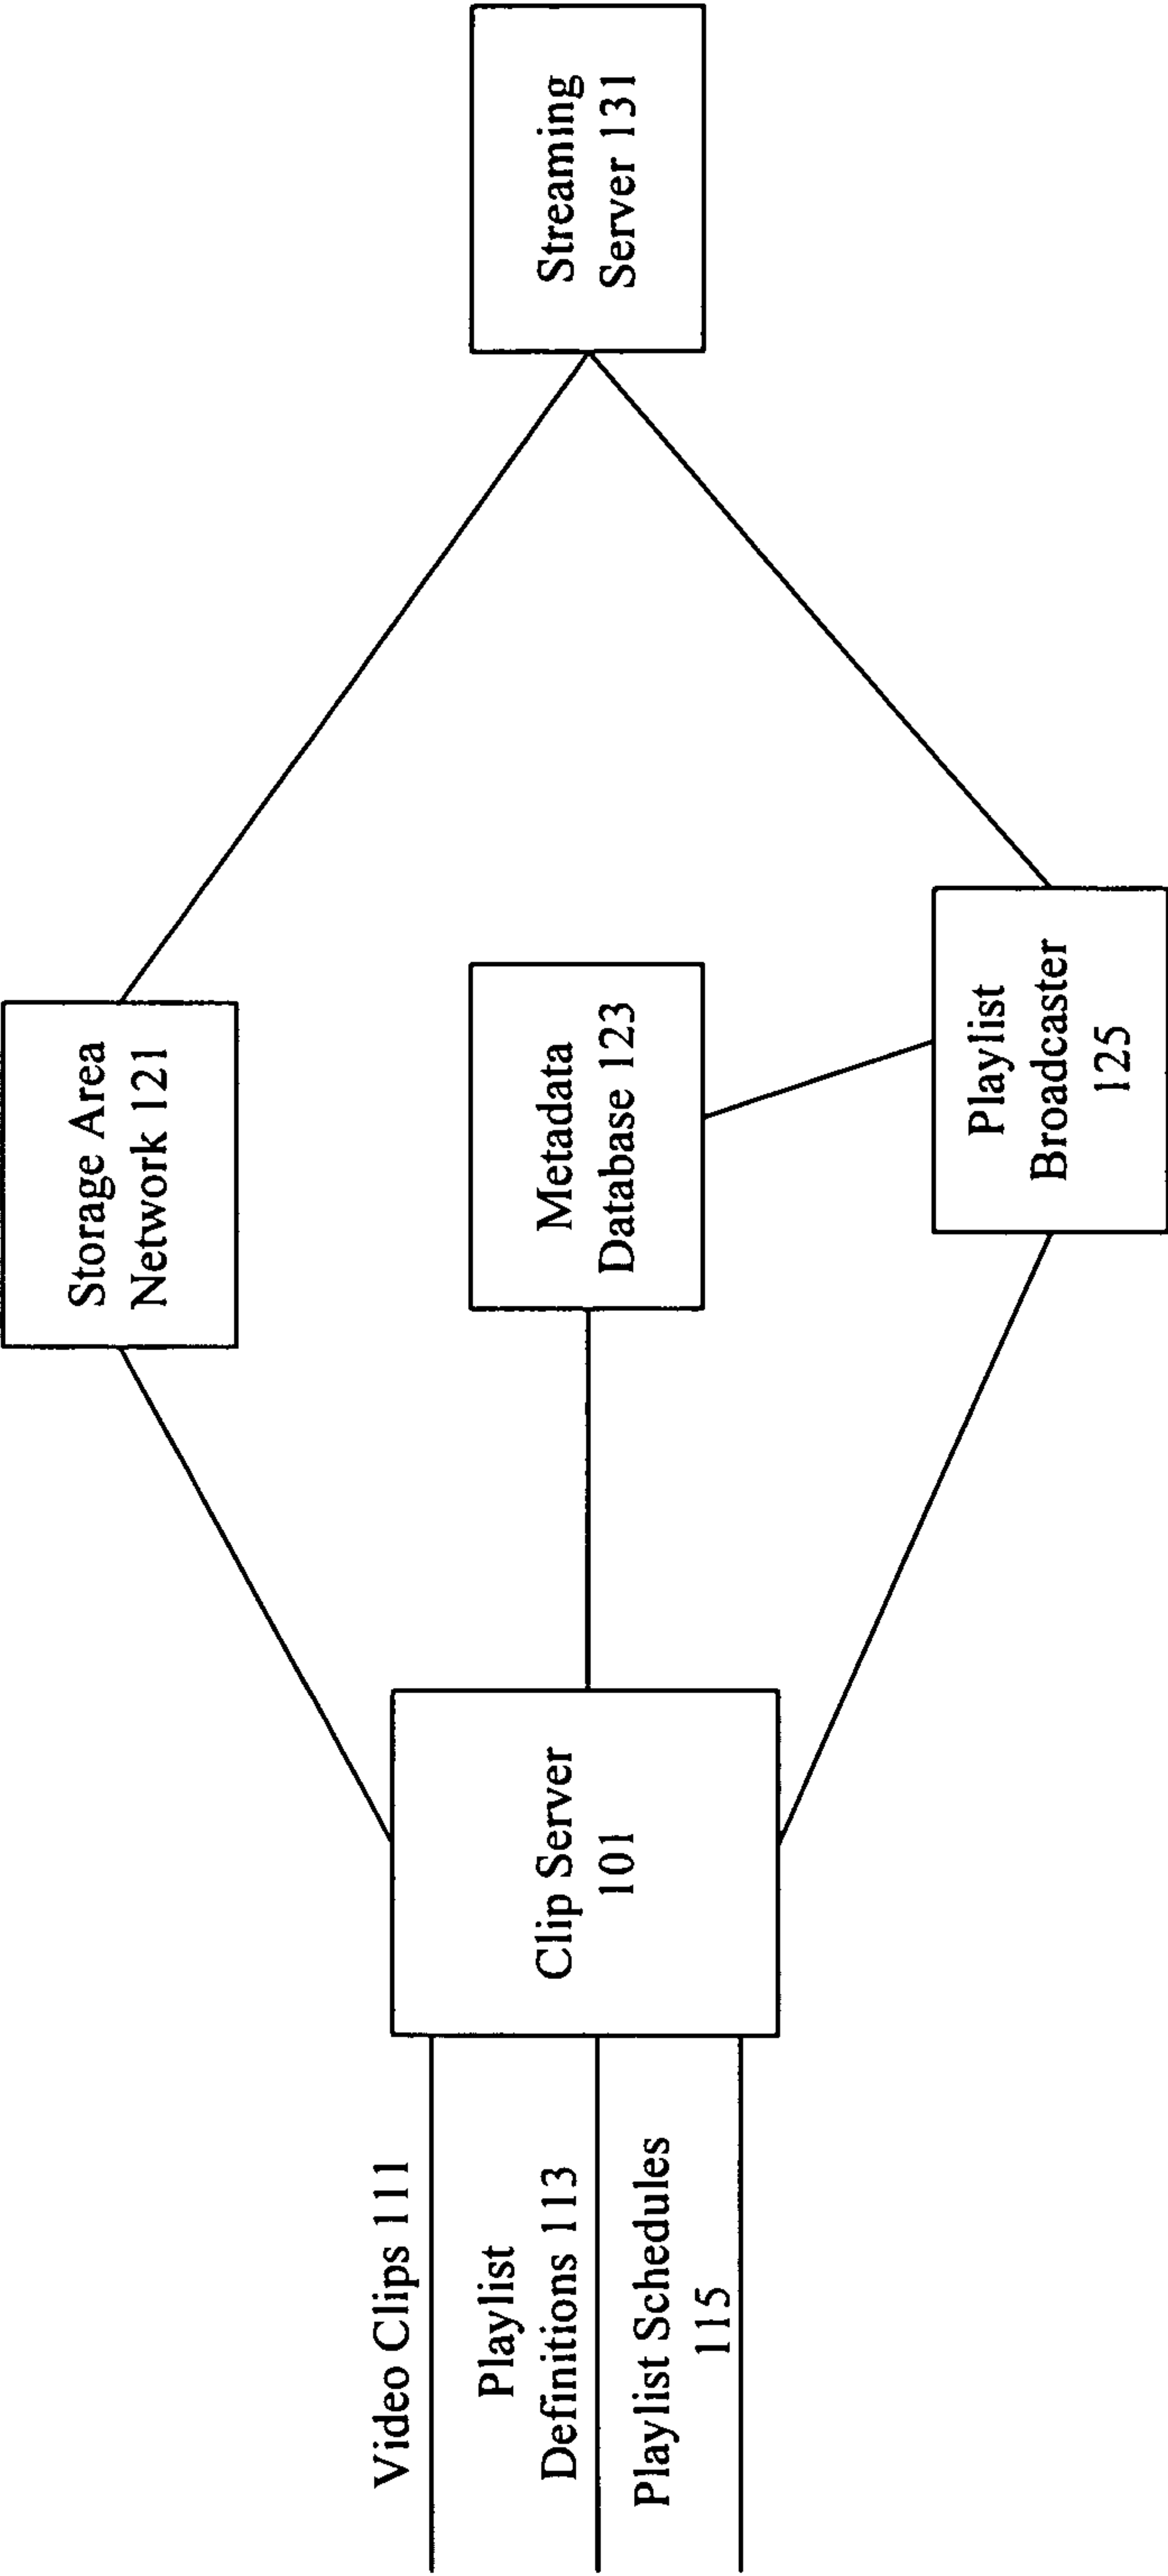 Video Clips 111
Playlist
Definitions 113
Playlist Schedules
115
Clip Server
101
Storage Area
Network 121
Metadata
Database 123
Playlist
Broadcaster
125
Streaming
Server 131